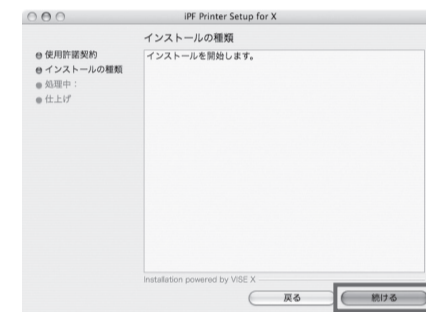 iPF Printer Setup for X
インストールの種類
使用許諾契約
インストールの種類
処理中：
仕上げ
インストールを開始します。
Installation powered by VISE X
戻る
続ける